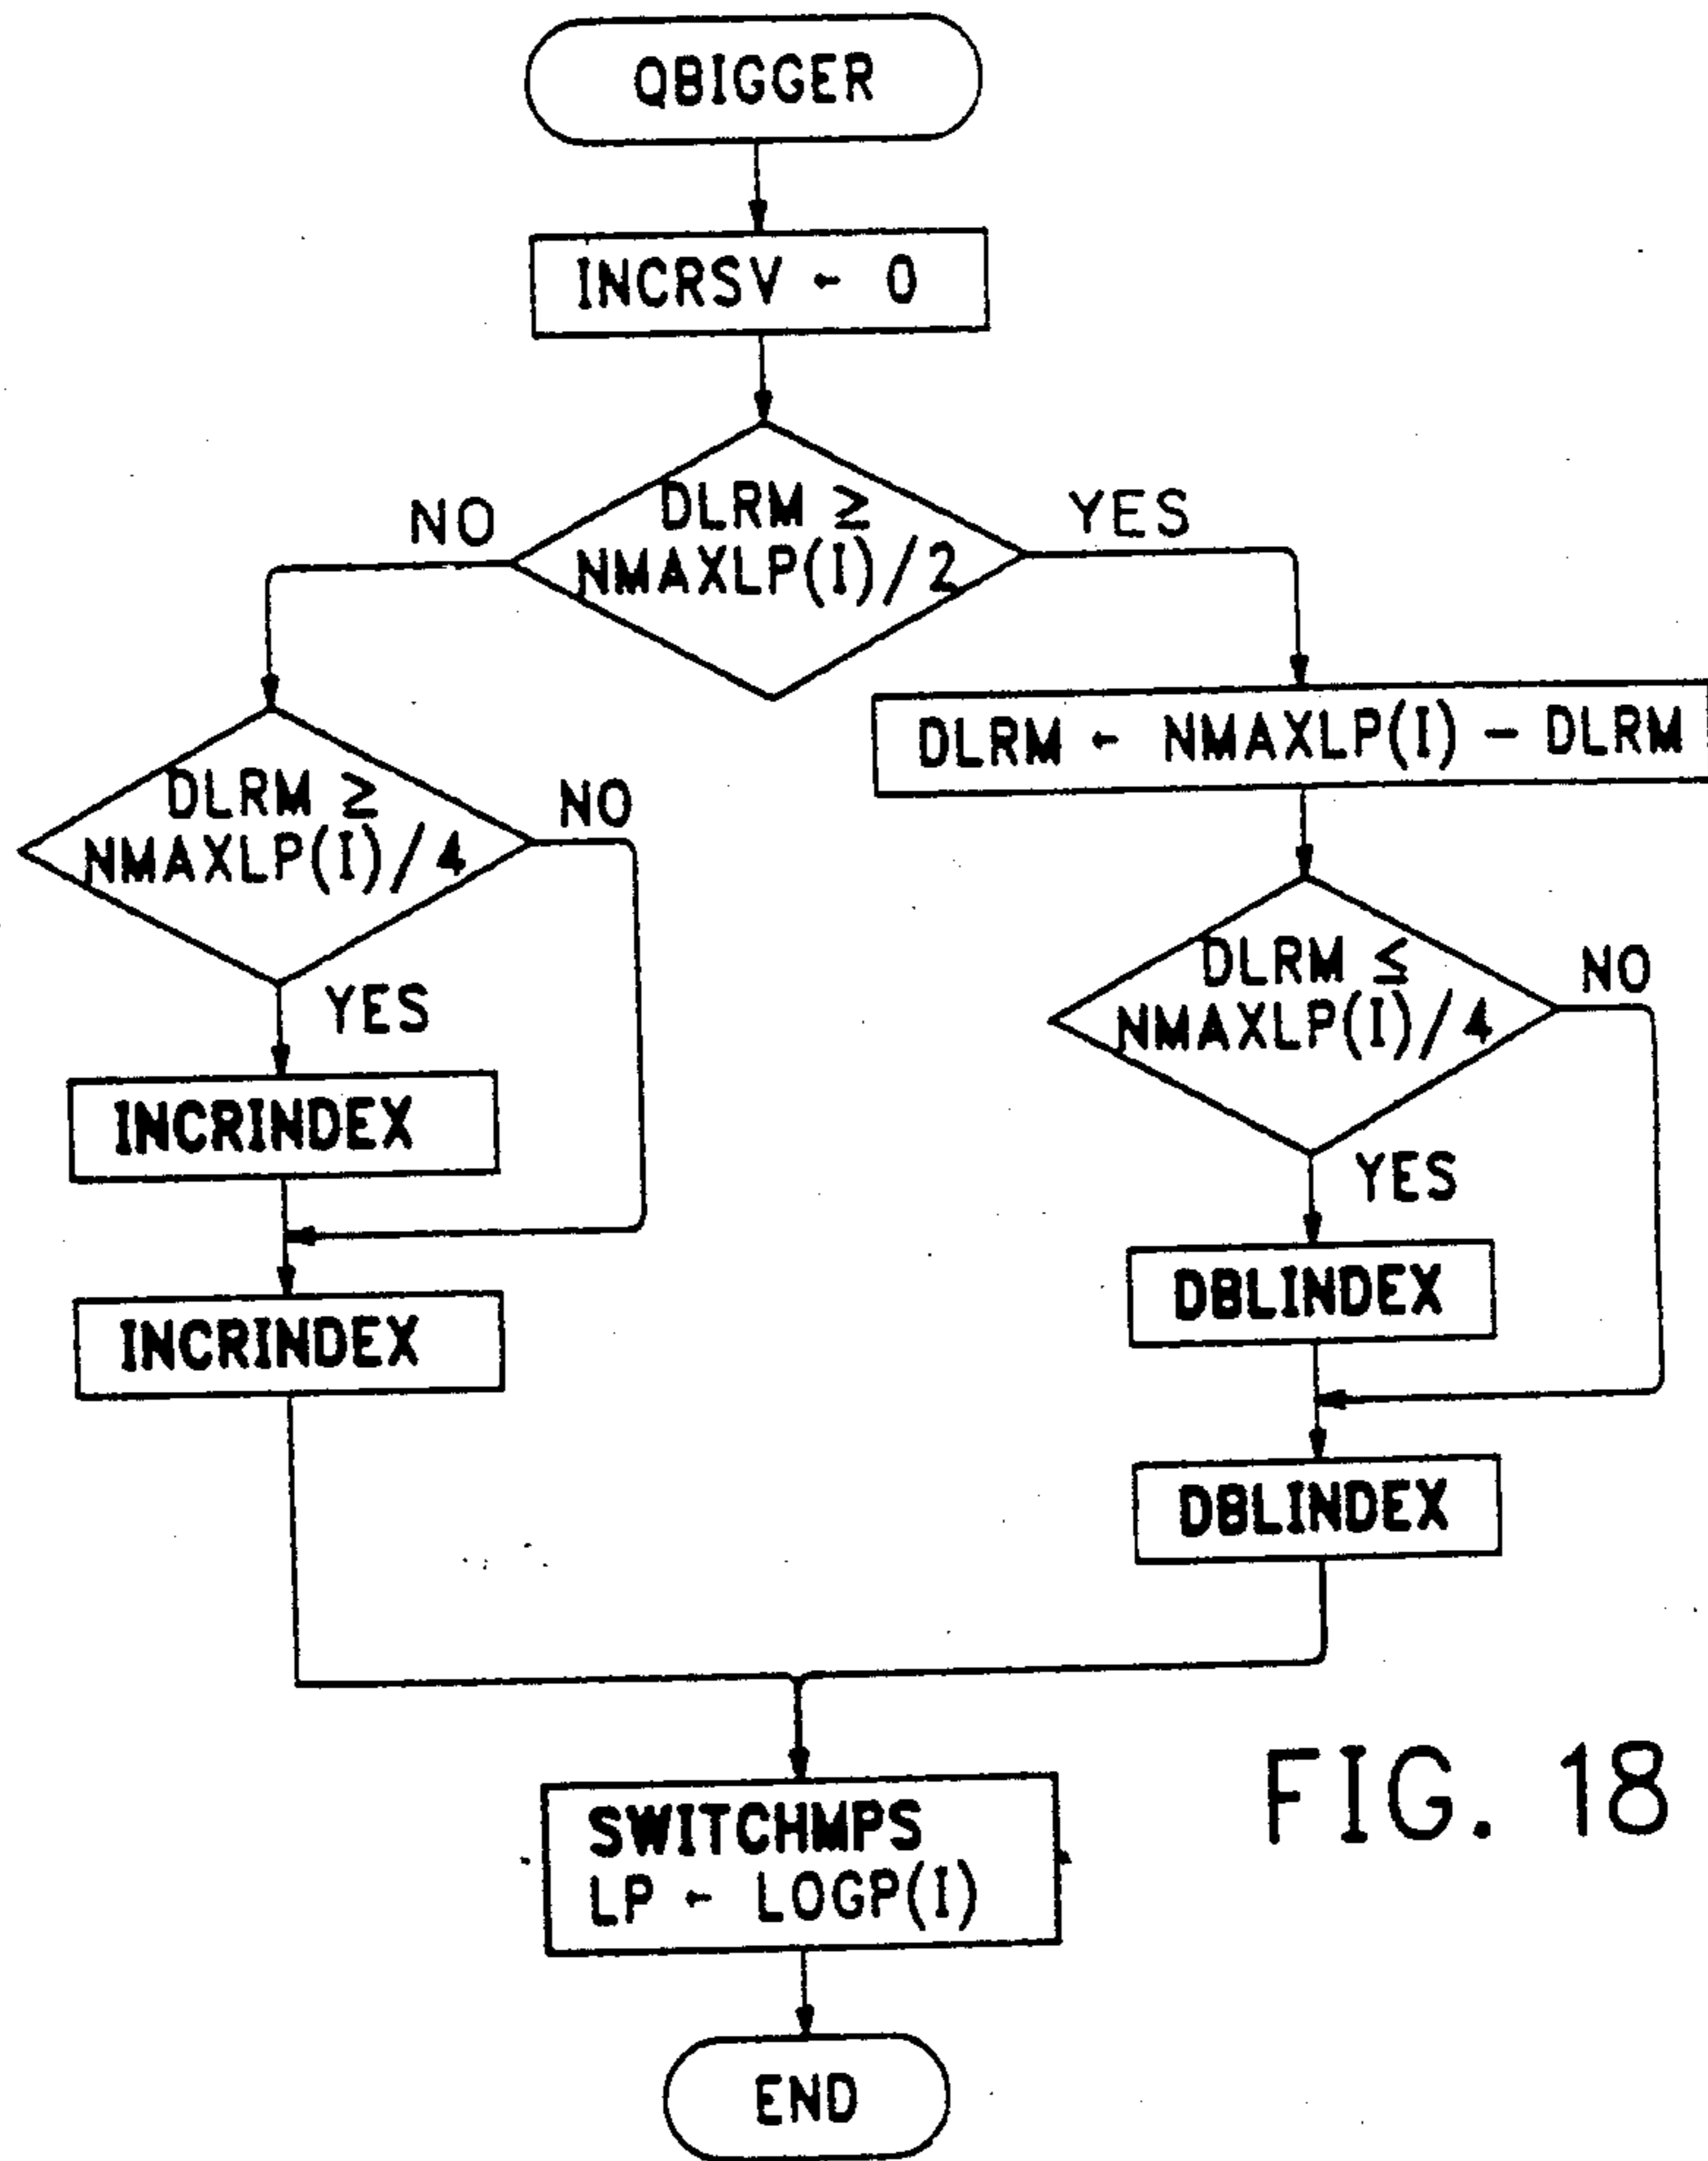 QBIGGER
INCRSV ← 0
DLRM ≥
NMAXLP(I)/2
NO
YES
DLRM ← NMAXLP(I) - DLRM
DLRM ≥
NMAXLP(I)/4
NO
YES
DLRM ≤
NMAXLP(I)/4
NO
YES
INCRINDEX
INCRINDEX
DBLINDEX
DBLINDEX
SWITCHMPS
LP ← LOGP(I)
END
FIG. 18